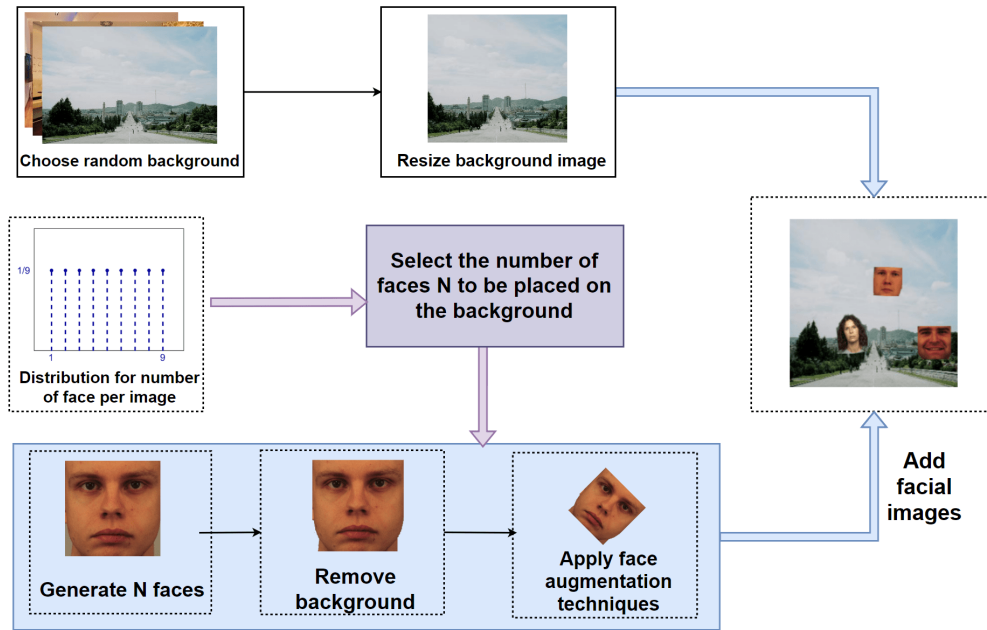 Choose random background
Resize background image
1/9
1
9
Distribution for number
of face per image
Select the number of
faces N to be placed on
the background
Generate N faces
Remove
background
Apply face
augmentation
techniques
Add
facial
images